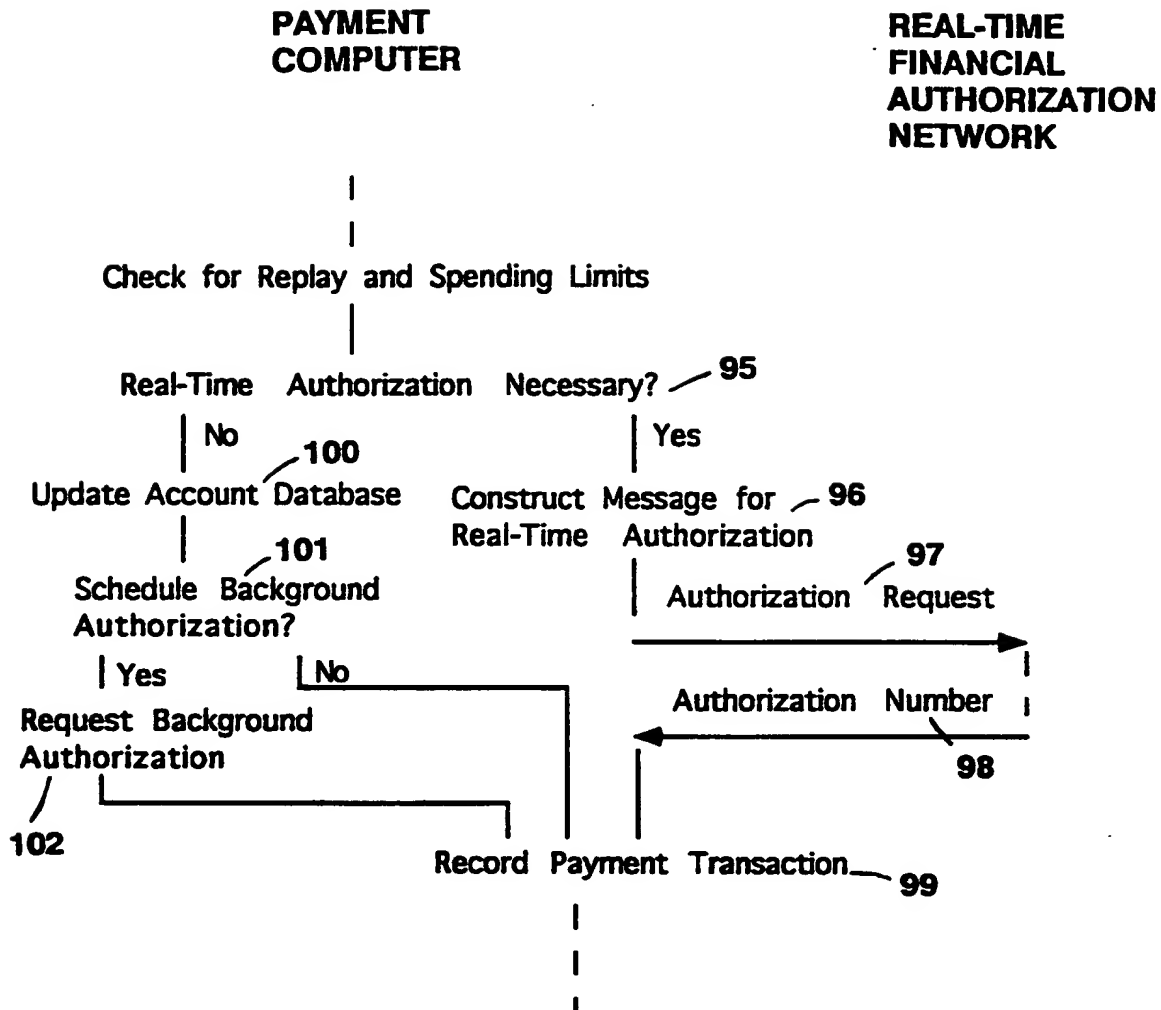 PAYMENT
COMPUTER
REAL-TIME
FINANCIAL
AUTHORIZATION
NETWORK
Check for Replay and Spending Limits
Real-Time Authorization Necessary?
95
No
Yes
100
Update Account Database
Construct Message for
Real-Time Authorization
96
101
Schedule Background
Authorization?
97
Authorization Request
Yes
No
Authorization Number
98
Request Background
Authorization
102
Record Payment Transaction
99